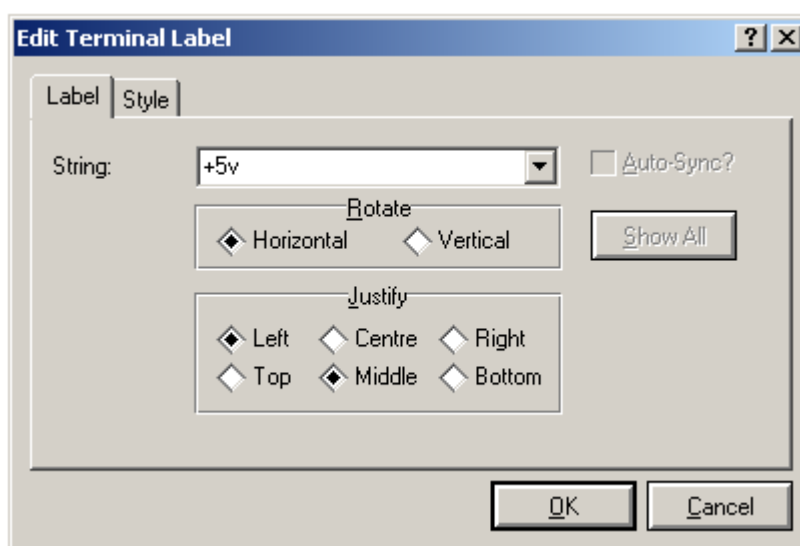 Edit Terminal Label ?
Label Style
String: +5v Auto-Sync?
Rotate
Horizontal Vertical Show All
Justify
Left Centre Right
Top Middle Bottom
OK Cancel